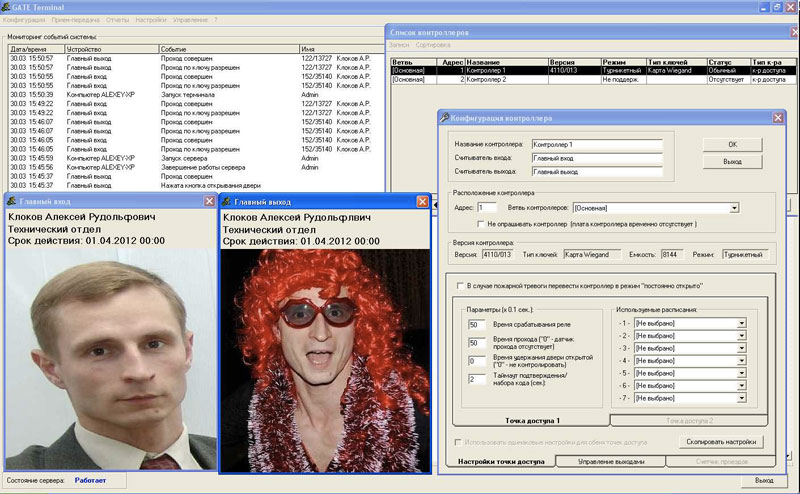 GATE Terminal
Конфигурация Прием-передача Отчеты Настройки Управление ?
Мониторинг событий системы:
Дата/время Устройство Событие Имя
30.03 15:50:57 Главный выход Проход совершен 122/13727 Клоков А.Р.
30.03 15:50:57 Главный выход Проход по ключу,разрешен 122/13727 Клоков А.Р.
30.03 15:50:55 Главный вход Проход совершен 152/35140 Клоков А.Р.
30.03 15:50:55 Главный вход Проход по ключу,разрешен 152/35140 Клоков А.Р.
30.03 15:50:39 Компьютер ALEXEY-XP Запуск терминала Admin
30.03 15:49:22 Главный выход Проход совершен 122/13727 Клоков А.Р.
30.03 15:49:22 Главный выход Проход по ключу,разрешен 122/13727 Клоков А.Р.
30.03 15:46:07 Главный выход Проход совершен 152/35140 Клоков А.Р.
30.03 15:46:07 Главный выход Проход по ключу,разрешен 152/35140 Клоков А.Р.
30.03 15:46:05 Главный вход Проход совершен 152/35140 Клоков А.Р.
30.03 15:46:05 Главный вход Проход по ключу,разрешен 152/35140 Клоков А.Р.
30.03 15:45:59 Компьютер ALEXEY-XP Запуск сервера Admin
30.03 15:45:56 Компьютер ALEXEY-XP Завершение работы сервера Admin
30.03 15:45:37 Главный выход Проход совершен
30.03 15:45:37 Главный выход Нажата кнопка открывания двери
Список контроллеров
Записи Сортировка
Ветвь Адрес Название Версия Режим Тип ключей Статус Тип к-ра
[Основная] 1 Контроллер 1 4110/013 Турникетный Карта Wiegand Обычный к-р доступа
[Основная] 2 Контроллер 2 Не поддерж. Отсутствует к-р доступа
Конфигурация контроллера
Название контроллера: Контроллер 1 OK
Считыватель входа: Главный вход Выход
Считыватель выхода: Главный выход
Расположение контроллера
Адрес: 1 Ветвь контроллеров: [Основная]
Не опрашивать контроллер (плата контроллера временно отсутствует )
Версия контроллера:
Версия: 4110/013 Тип ключей: Карта Wiegand Емкость: 8144 Режим: Турникетный
В случае пожарной тревоги перевести контроллер в режим "постоянно открыто"
Параметры (x 0.1 сек.):
50 Время срабатывания реле
50 Время прохода ("0" - датчик прохода отсутствует)
0 Время удержания двери открытой ("0" - не контролировать)
2 Таймаут подтверждения/ набора кода (сек):
Используемые расписания:
- 1 - [Не выбрано]
- 2 - [Не выбрано]
- 3 - [Не выбрано]
- 4 - [Не выбрано]
- 5 - [Не выбрано]
- 6 - [Не выбрано]
- 7 - [Не выбрано]
Точка доступа 1 Точка доступа 2
Использовать одинаковые настройки для обеих точек доступа Скопировать настройки
Настройки точки доступа Управление выходами Счетчик проходов
Главный вход
Клоков Алексей Рудольфович
Технический отдел
Срок действия: 01.04.2012 00:00
Главный выход
Клоков Алексей Рудольфлвич
Технический отдел
Срок действия: 01.04.2012 00:00
Состояние сервера: Работает Выход